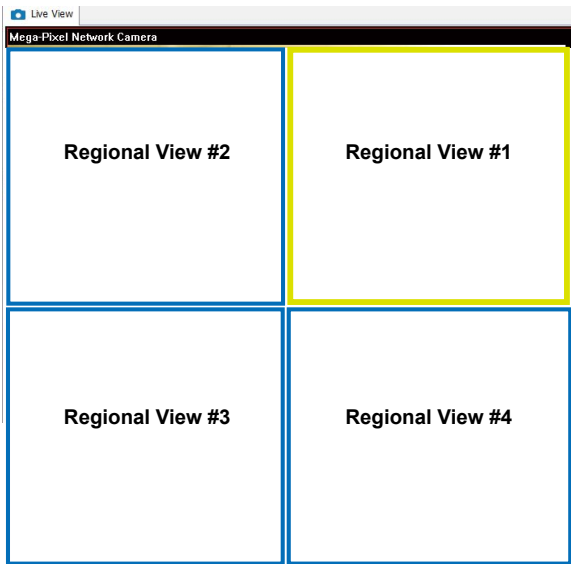 Live View
Mega-Pixel Network Camera
Regional View #2
Regional View #1
Regional View #3
Regional View #4